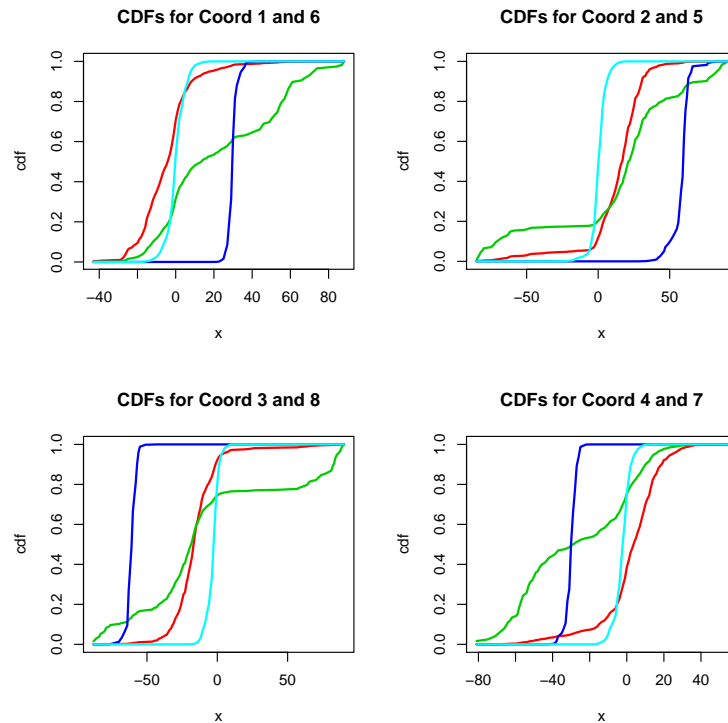 CDFs for Coord 1 and 6
cdf
0.0 0.2 0.4 0.6 0.8 1.0
−40 0 20 40 60 80
x
CDFs for Coord 2 and 5
cdf
0.0 0.2 0.4 0.6 0.8 1.0
−50 0 50
x
CDFs for Coord 3 and 8
cdf
0.0 0.2 0.4 0.6 0.8 1.0
−50 0 50
x
CDFs for Coord 4 and 7
cdf
0.0 0.2 0.4 0.6 0.8 1.0
−80 −40 0 20 40
x